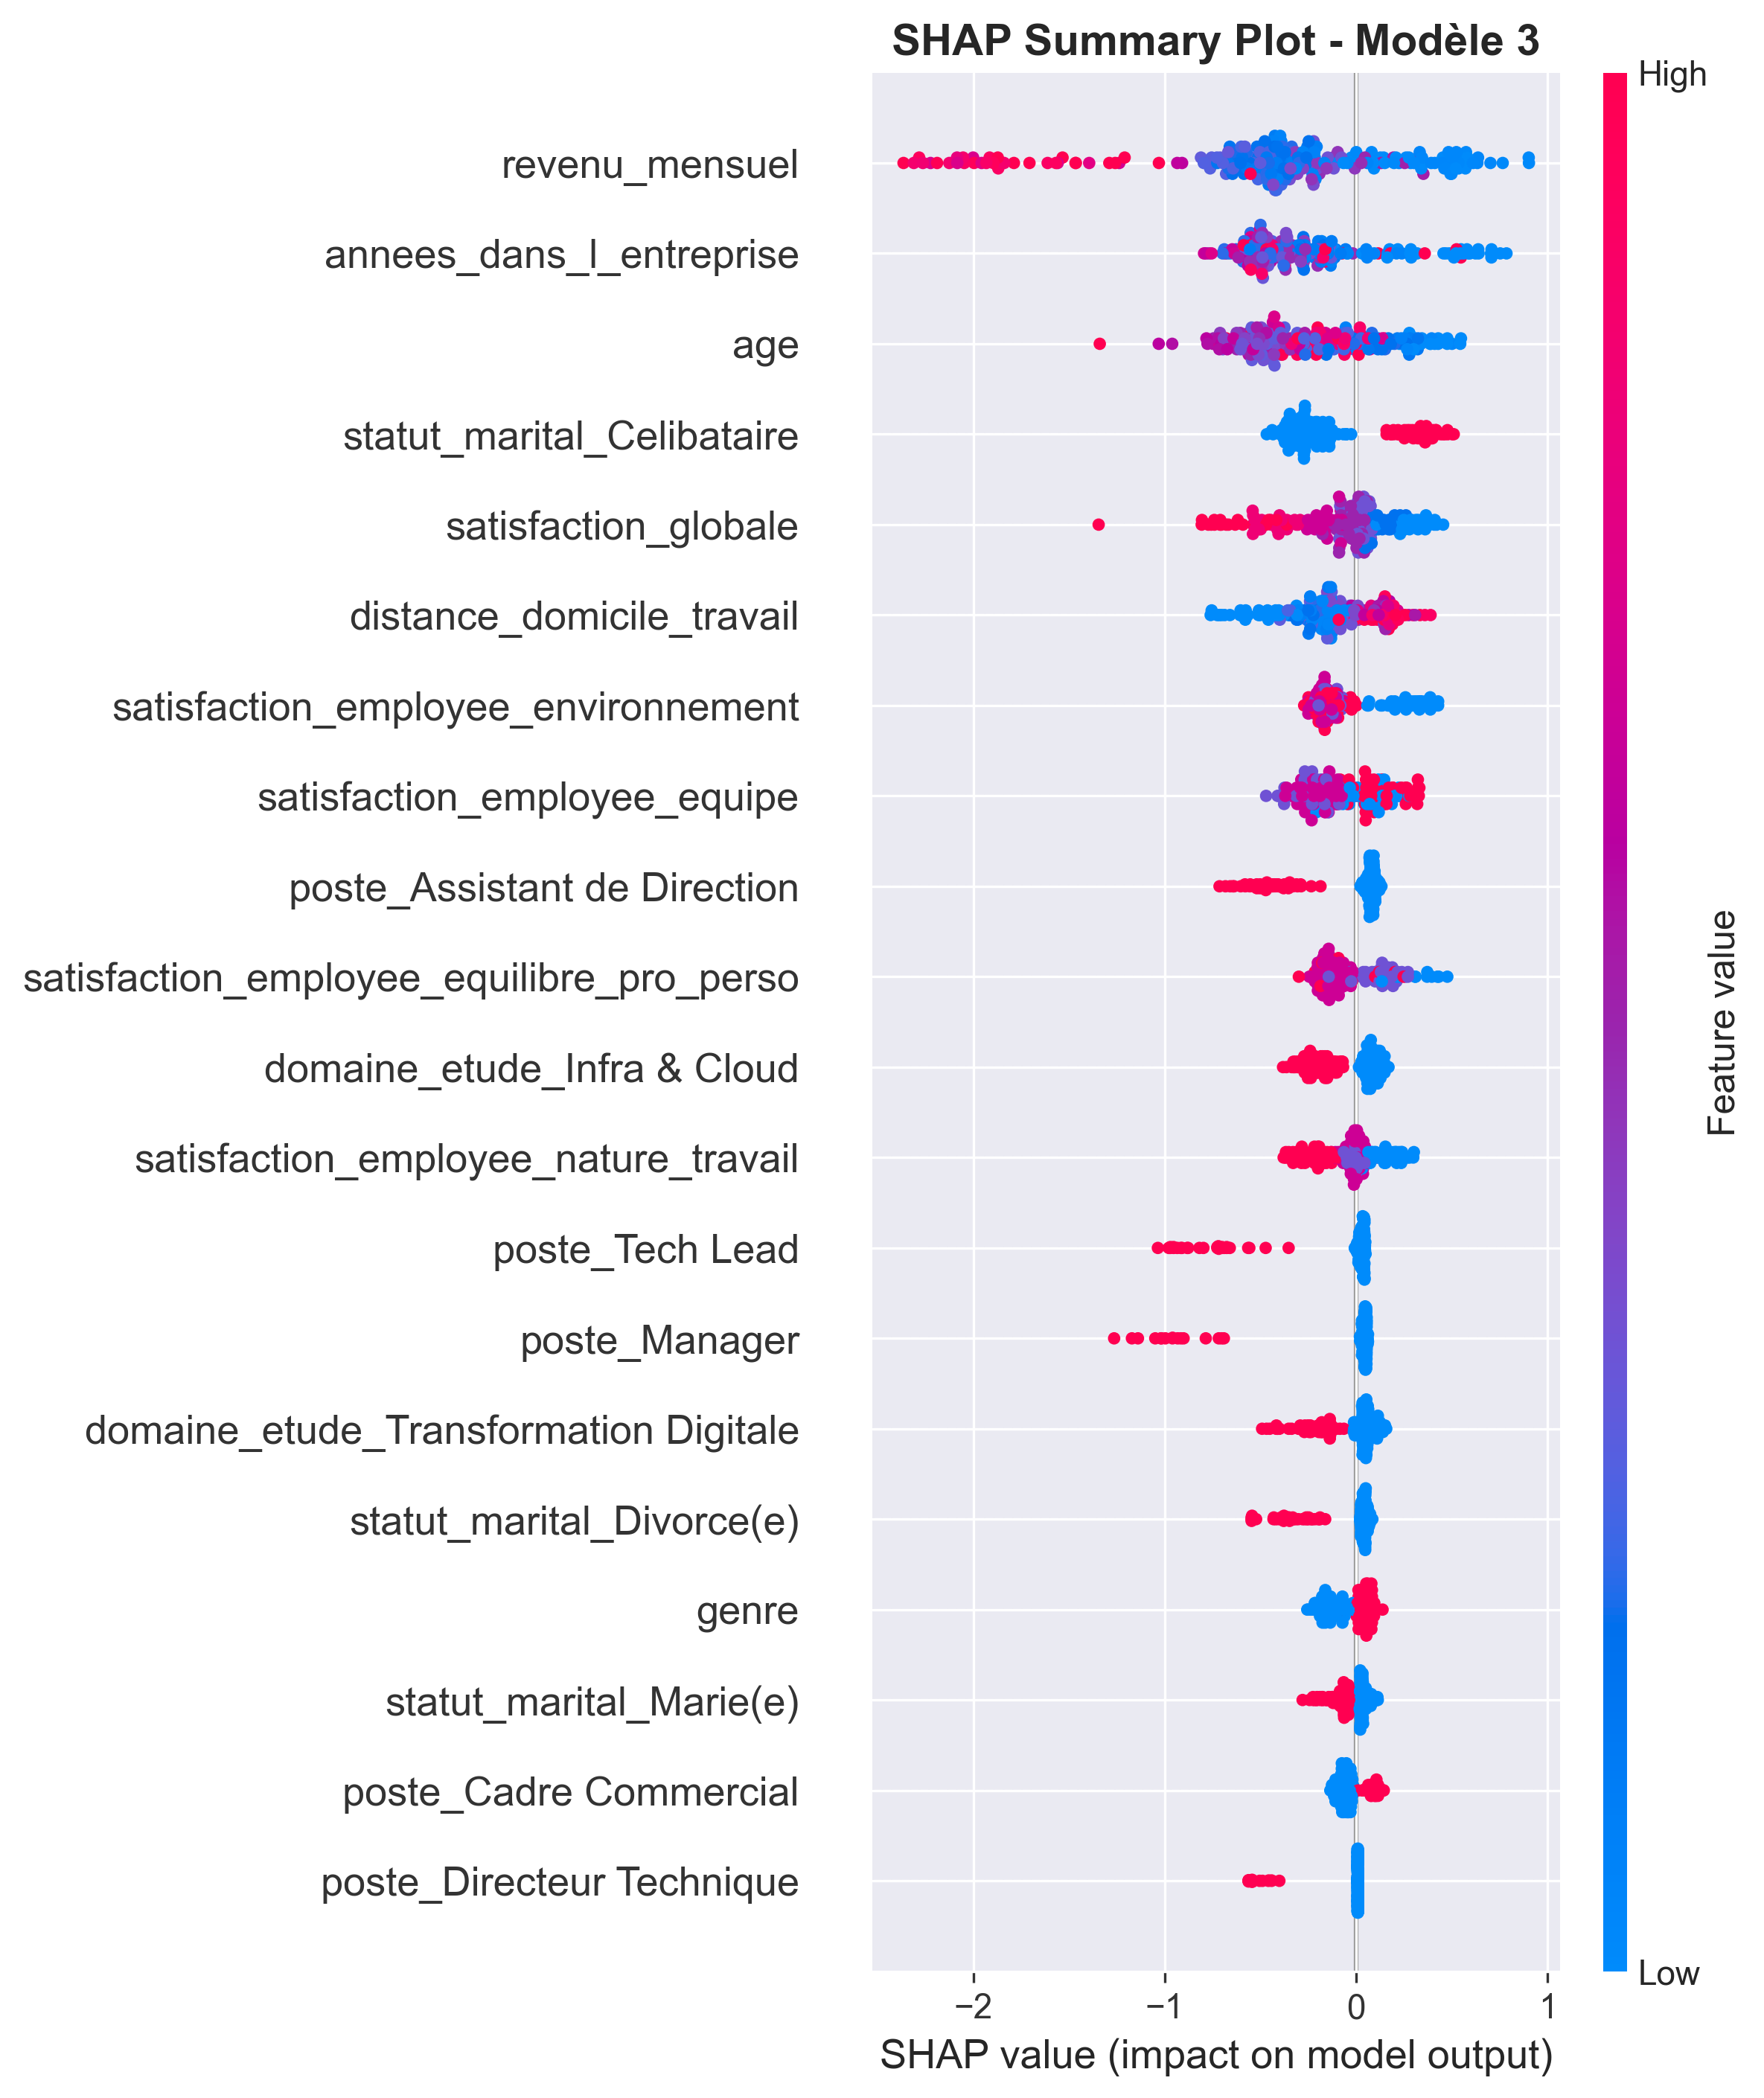 SHAP Summary Plot - Modèle 3
High
revenu_mensuel
annees_dans_l_entreprise
age
statut_marital_Celibataire
satisfaction_globale
distance_domicile_travail
satisfaction_employee_environnement
satisfaction_employee_equipe
poste_Assistant de Direction
satisfaction_employee_equilibre_pro_perso
domaine_etude_Infra & Cloud
satisfaction_employee_nature_travail
poste_Tech Lead
poste_Manager
domaine_etude_Transformation Digitale
statut_marital_Divorce(e)
genre
statut_marital_Marie(e)
poste_Cadre Commercial
poste_Directeur Technique
Feature value
Low
−2 −1 0 1
SHAP value (impact on model output)